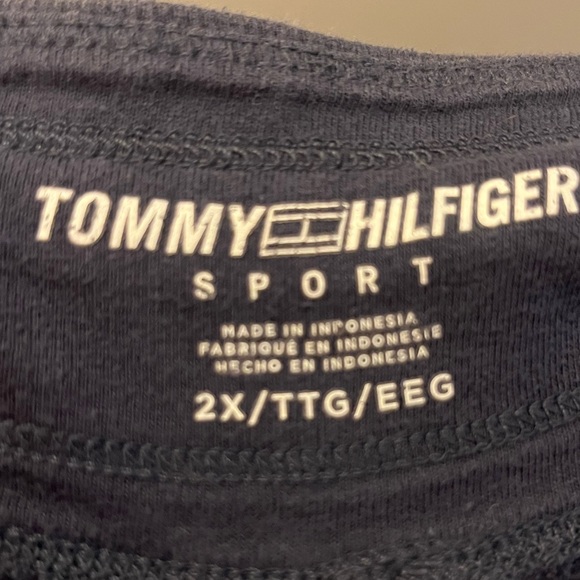 TOMMY HILFIGER
SPORT
MADE IN INDONESIA
FABRIQUÉ EN INDONESIE
HECHO EN INDONESIA
2X/TTG/EEG